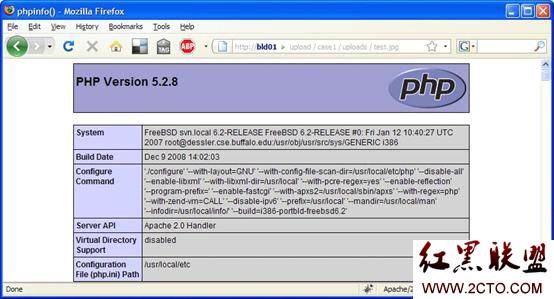 phpinfo() - Mozilla Firefox
File Edit View History Bookmarks Tools Help
TAG ABP http://bld01 upload / case1 / uploads / test.jpg G
PHP Version 5.2.8
php
System FreeBSD svn.local 6.2-RELEASE FreeBSD 6.2-RELEASE #0: Fri Jan 12 10:40:27 UTC
2007 root@dessler.cse.buffalo.edu:/usr/obj/usr/src/sys/GENERIC i386
Build Date Dec 9 2008 14:02:03
Configure
Command
'./configure' '--with-layout=GNU' '--with-config-file-scan-dir=/usr/local/etc/php' '--disable-all'
'--enable-libxml' '--with-libxml-dir=/usr/local' '--with-pcre-regex=yes' '--enable-reflection'
'--program-prefix=' '--enable-fastcgi' '--with-apxs2=/usr/local/sbin/apxs' '--with-regex=php'
'--with-zend-vm=CALL' '--disable-ipv6' '--prefix=/usr/local' '--mandir=/usr/local/man'
'--infodir=/usr/local/info/' '--build=i386-portbld-freebsd6.2'
Server API Apache 2.0 Handler
Virtual Directory
Support
disabled
Configuration
File (php.ini) Path
/usr/local/etc
Done
Apache/2
红黑联盟
www.2CTO.com